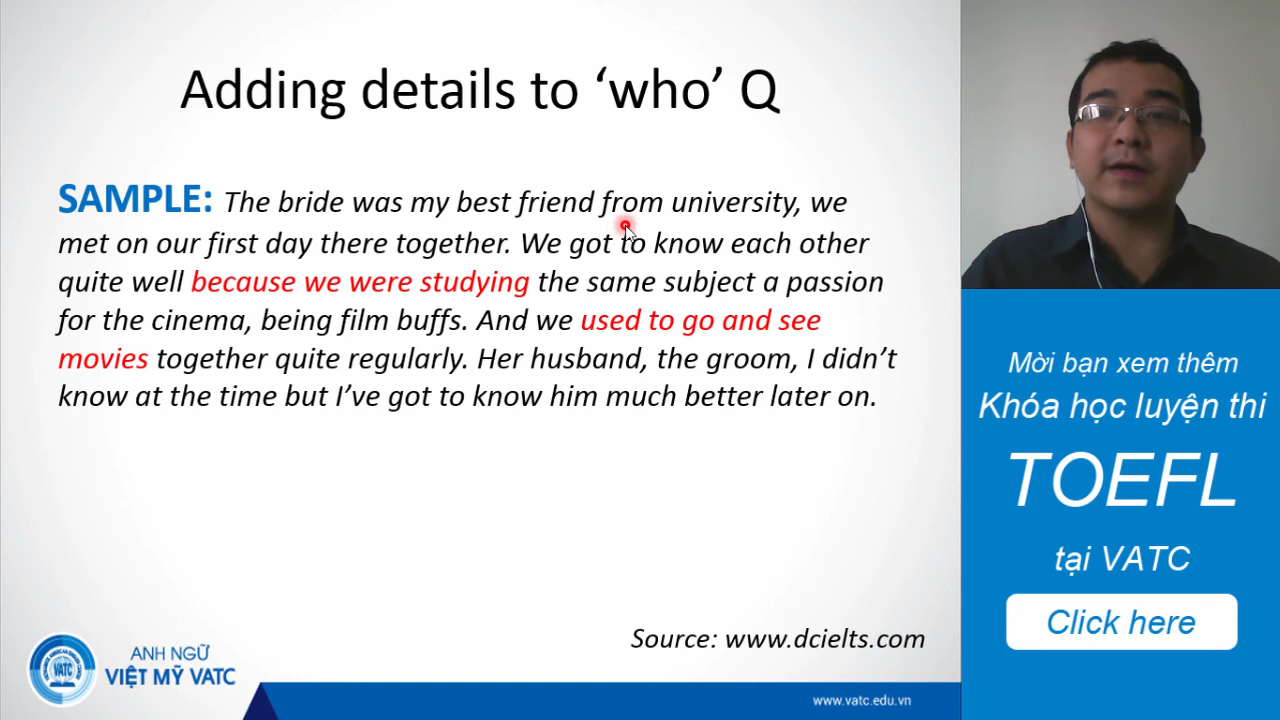 Adding details to ‘who’ Q
SAMPLE: The bride was my best friend from university, we
met on our first day there together. We got to know each other
quite well because we were studying the same subject a passion
for the cinema, being film buffs. And we used to go and see
movies together quite regularly. Her husband, the groom, I didn’t
know at the time but I’ve got to know him much better later on.
Source: www.dcielts.com
VATC
ANH NGỮ
VIỆT MỸ VATC
www.vatc.edu.vn
Mời bạn xem thêm
Khóa học luyện thi
TOEFL
tại VATC
Click here